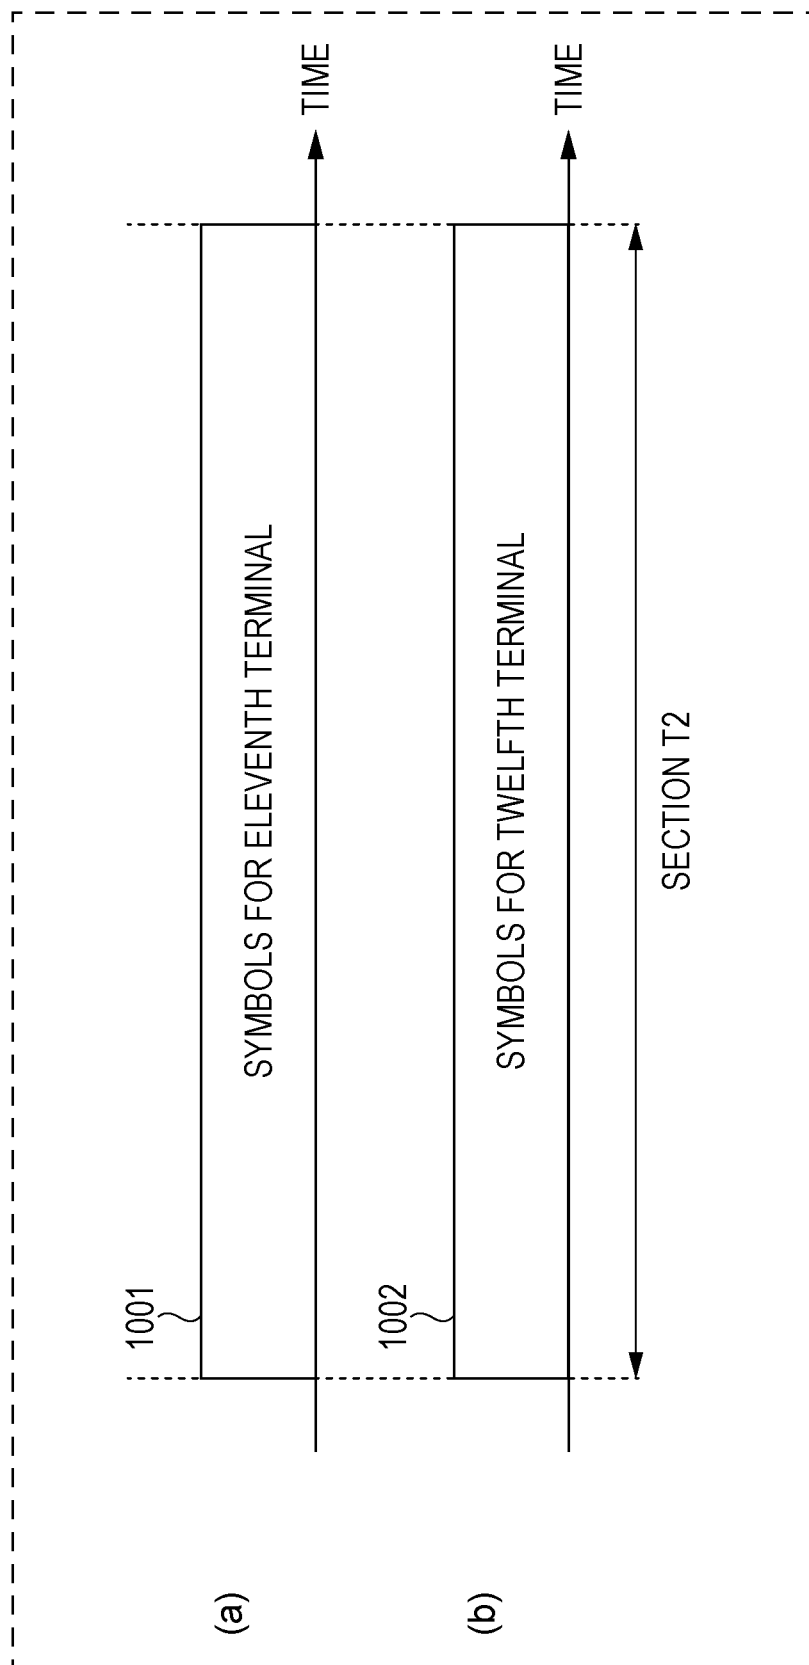 (a)
1001
SYMBOLS FOR ELEVENTH TERMINAL
TIME
(b)
1002
SYMBOLS FOR TWELFTH TERMINAL
TIME
SECTION T2